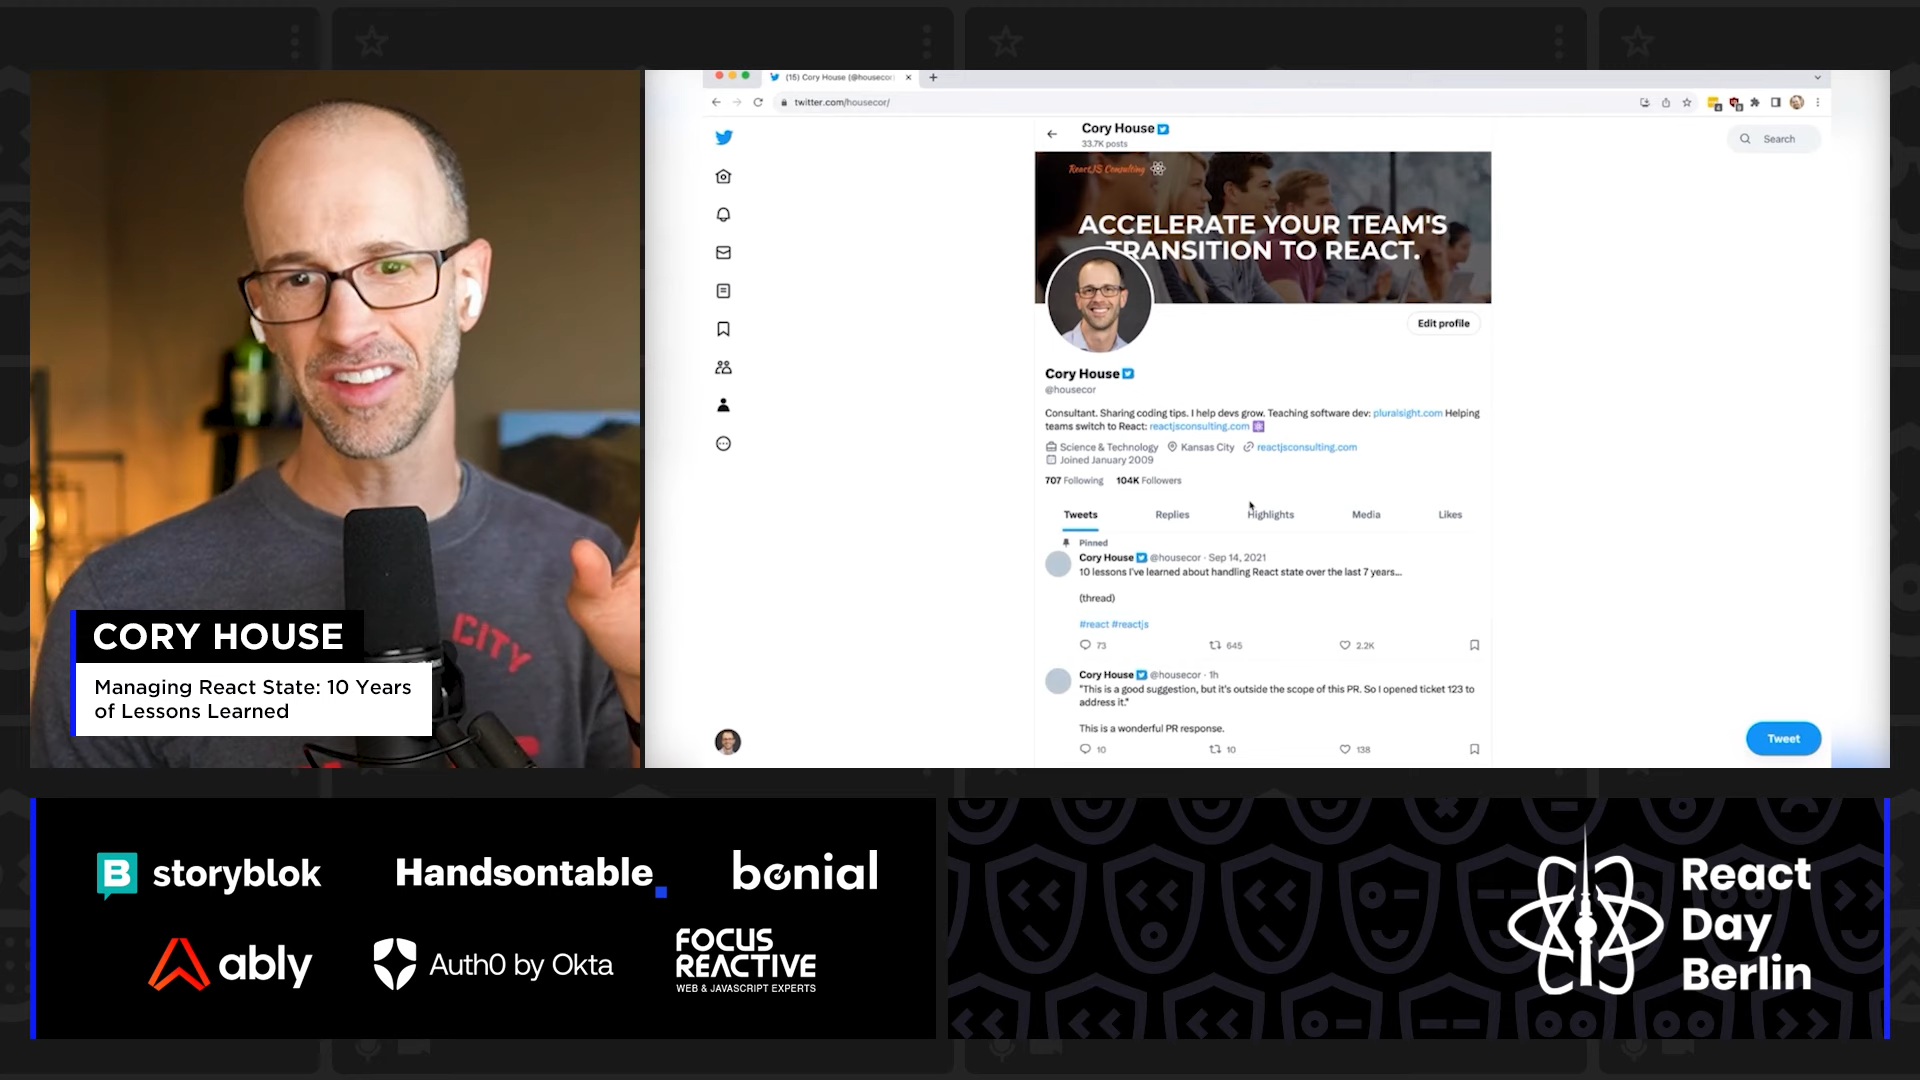 (15) Cory House (@housecor)
twitter.com/housecor/
Cory House
33.7K posts
Search
ReactJS Consulting
ACCELERATE YOUR TEAM'S
TRANSITION TO REACT.
Edit profile
Cory House
@housecor
Consultant. Sharing coding tips. I help devs grow. Teaching software dev: pluralsight.com Helping
teams switch to React: reactjsconsulting.com
Science & Technology Kansas City reactjsconsulting.com
Joined January 2009
707 Following 104K Followers
Tweets Replies Highlights Media Likes
Pinned
Cory House @housecor · Sep 14, 2021
10 lessons I've learned about handling React state over the last 7 years...
(thread)
#react #reactjs
73 645 2.2K
Cory House @housecor · 1h
"This is a good suggestion, but it's outside the scope of this PR. So I opened ticket 123 to
address it."
This is a wonderful PR response.
10 10 138
Tweet
CITY
CORY HOUSE
Managing React State: 10 Years
of Lessons Learned
B storyblok Handsontable bonial
ably Auth0 by Okta FOCUS
REACTIVE
WEB & JAVASCRIPT EXPERTS
React
Day
Berlin